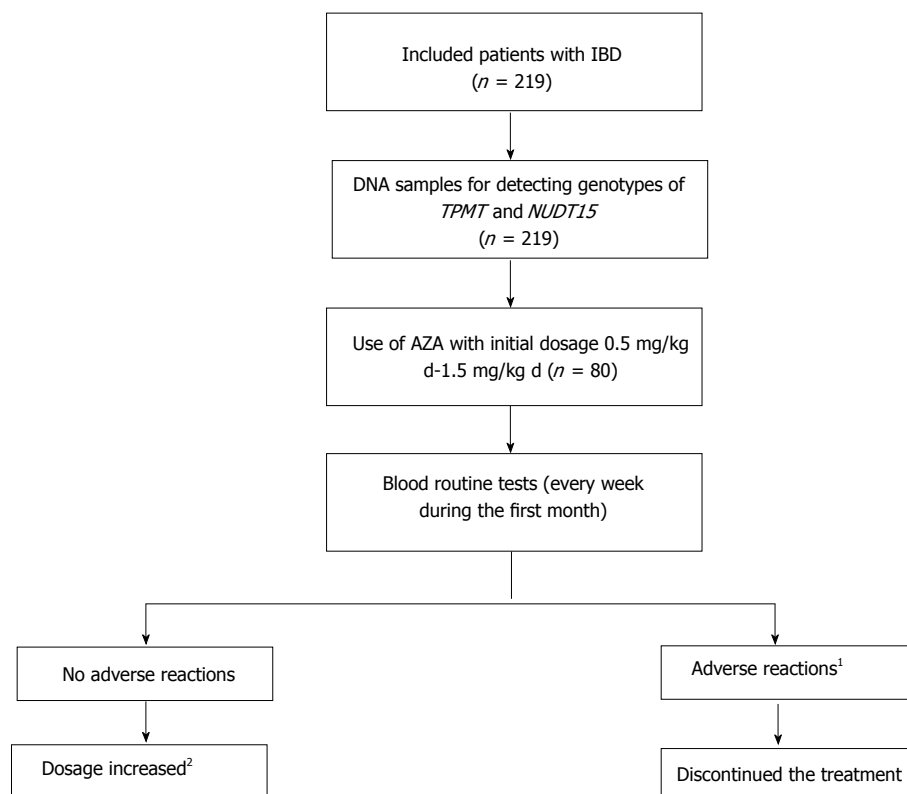 Included patients with IBD
(n = 219)
DNA samples for detecting genotypes of
TPMT and NUDT15
(n = 219)
Use of AZA with initial dosage 0.5 mg/kg
d-1.5 mg/kg d (n = 80)
Blood routine tests (every week
during the first month)
No adverse reactions
Adverse reactions¹
Dosage increased²
Discontinued the treatment